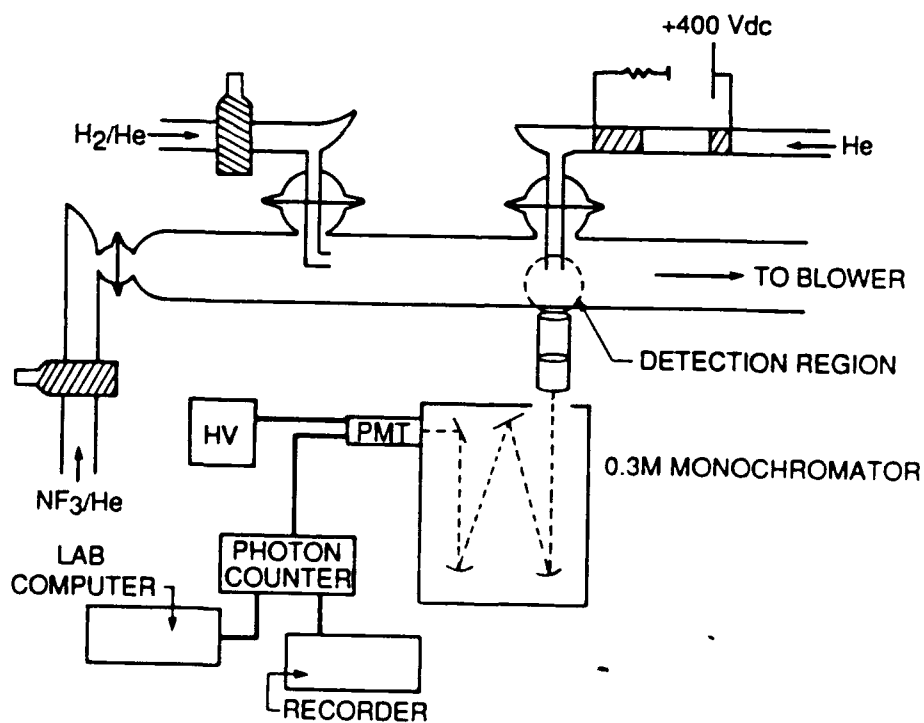 +400 Vdc
H2/He
He
TO BLOWER
DETECTION REGION
HV
PMT
0.3M MONOCHROMATOR
NF3/He
LAB
COMPUTER
PHOTON
COUNTER
RECORDER